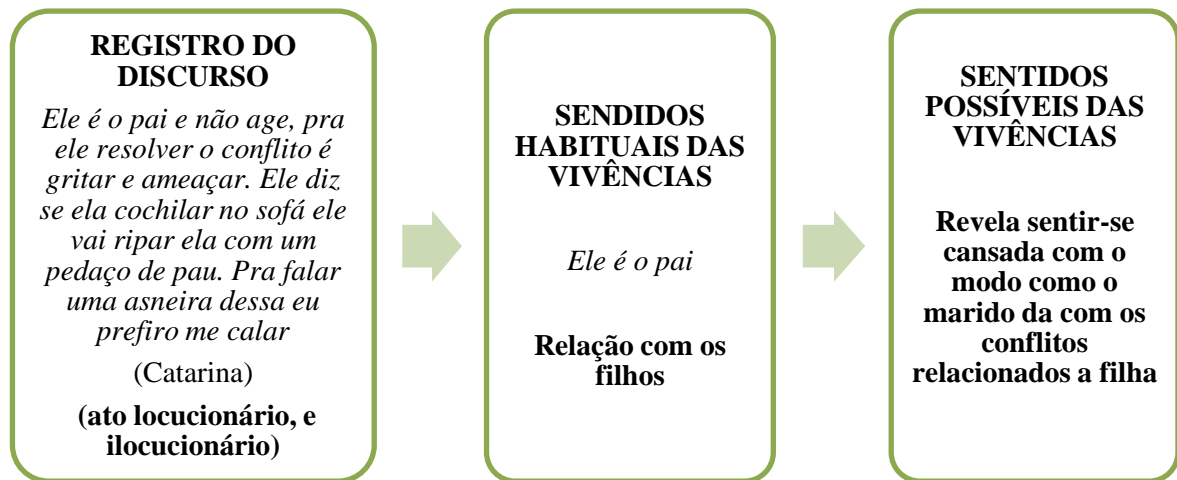 REGISTRO DO
DISCURSO
Ele é o pai e não age, pra
ele resolver o conflito é
gritar e ameaçar. Ele diz
se ela cochilar no sofá ele
vai ripar ela com um
pedaço de pau. Pra falar
uma asneira dessa eu
prefiro me calar
(Catarina)
(ato locucionário, e
ilocucionário)
SENDIDOS
HABITUAIS DAS
VIVÊNCIAS
Ele é o pai
Relação com os
filhos
SENTIDOS
POSSÍVEIS DAS
VIVÊNCIAS
Revela sentir-se
cansada com o
modo como o
marido da com os
conflitos
relacionados a filha